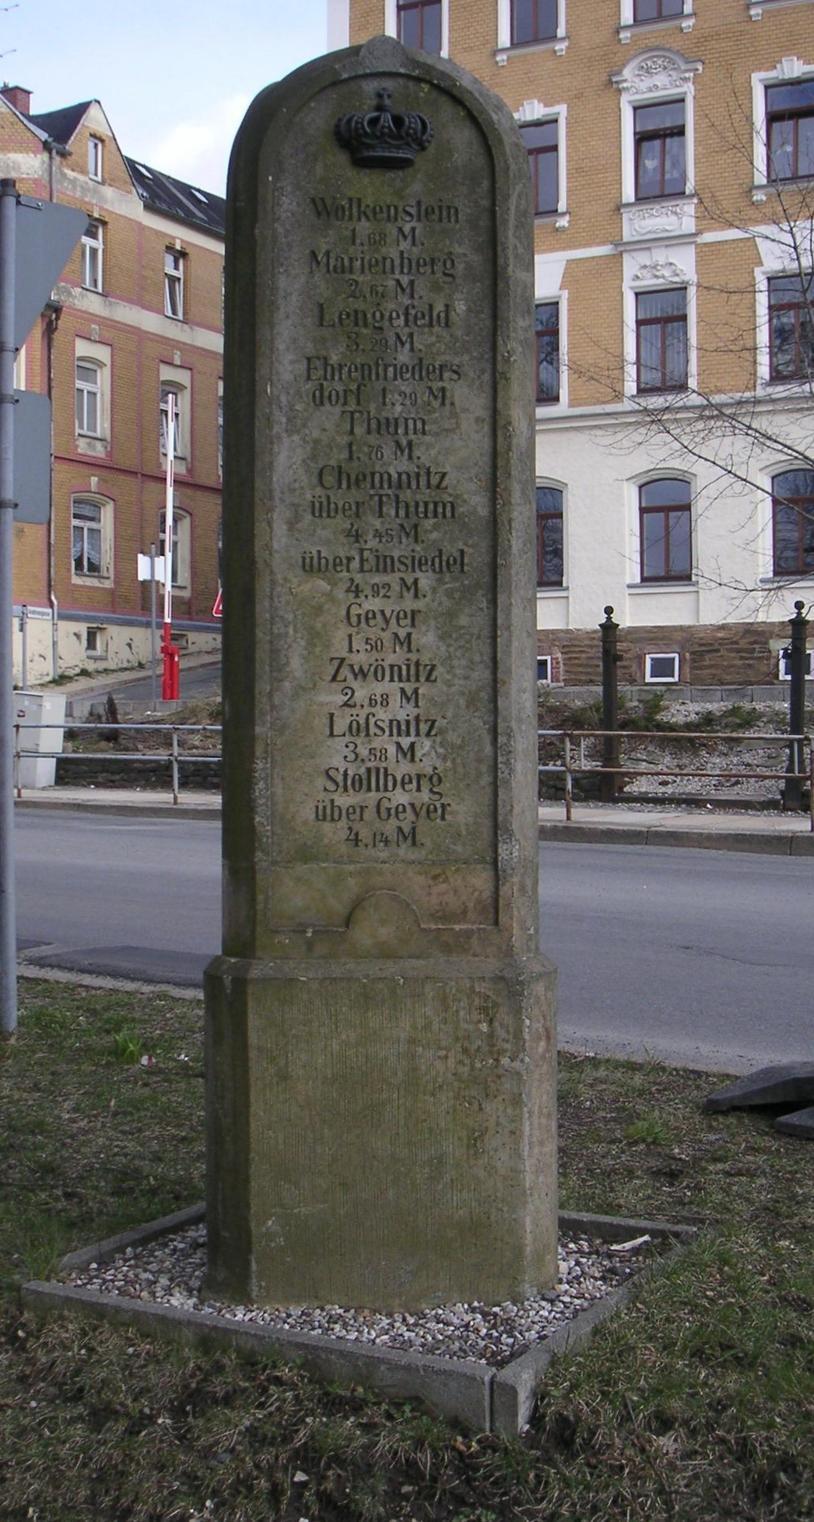 Wolkenstein
1.68 M.
Marienberg
2.67 M.
Lengefeld
3.29 M.
Ehrenfrieders
dorf 1.29 M.
Thum
1.76 M.
Chemnitz
über Thum
4.45 M.
über Einsiedel
4.92 M.
Geyer
1.50 M.
Zwönitz
2.68 M.
Löſsnitz
3.58 M.
Stollberg
über Geyer
4.14 M.